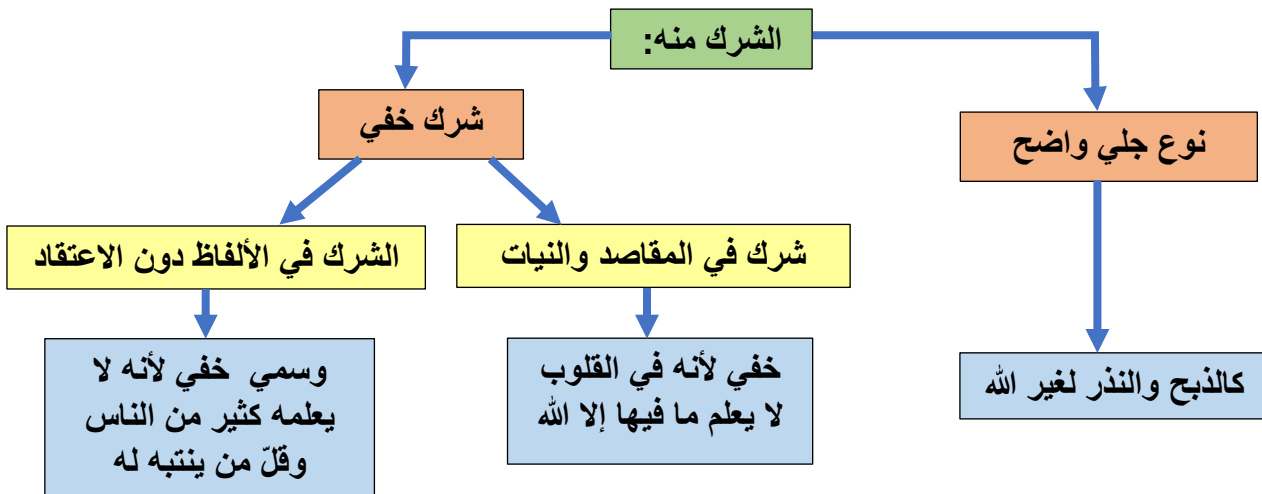 الشرك منه:
نوع جلي واضح
كالذبح والنذر لغير الله
شرك خفي
شرك في المقاصد والنيات
خفي لأنه في القلوب
لا يعلم ما فيها إلا الله
الشرك في الألفاظ دون الاعتقاد
وسمي خفي لأنه لا
يعلمه كثير من الناس
وقلّ من ينتبه له